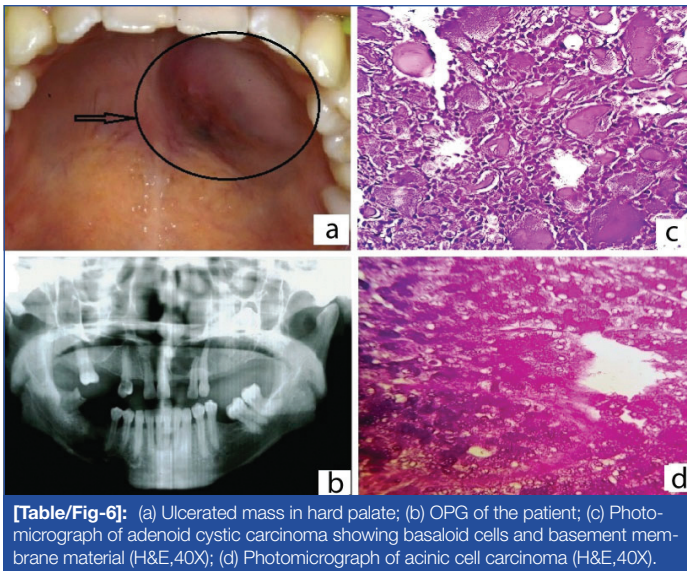 a
c
b
d
[Table/Fig-6]: (a) Ulcerated mass in hard palate; (b) OPG of the patient; (c) Photo-
micrograph of adenoid cystic carcinoma showing basaloid cells and basement mem-
brane material (H&E,40X); (d) Photomicrograph of acinic cell carcinoma (H&E,40X).